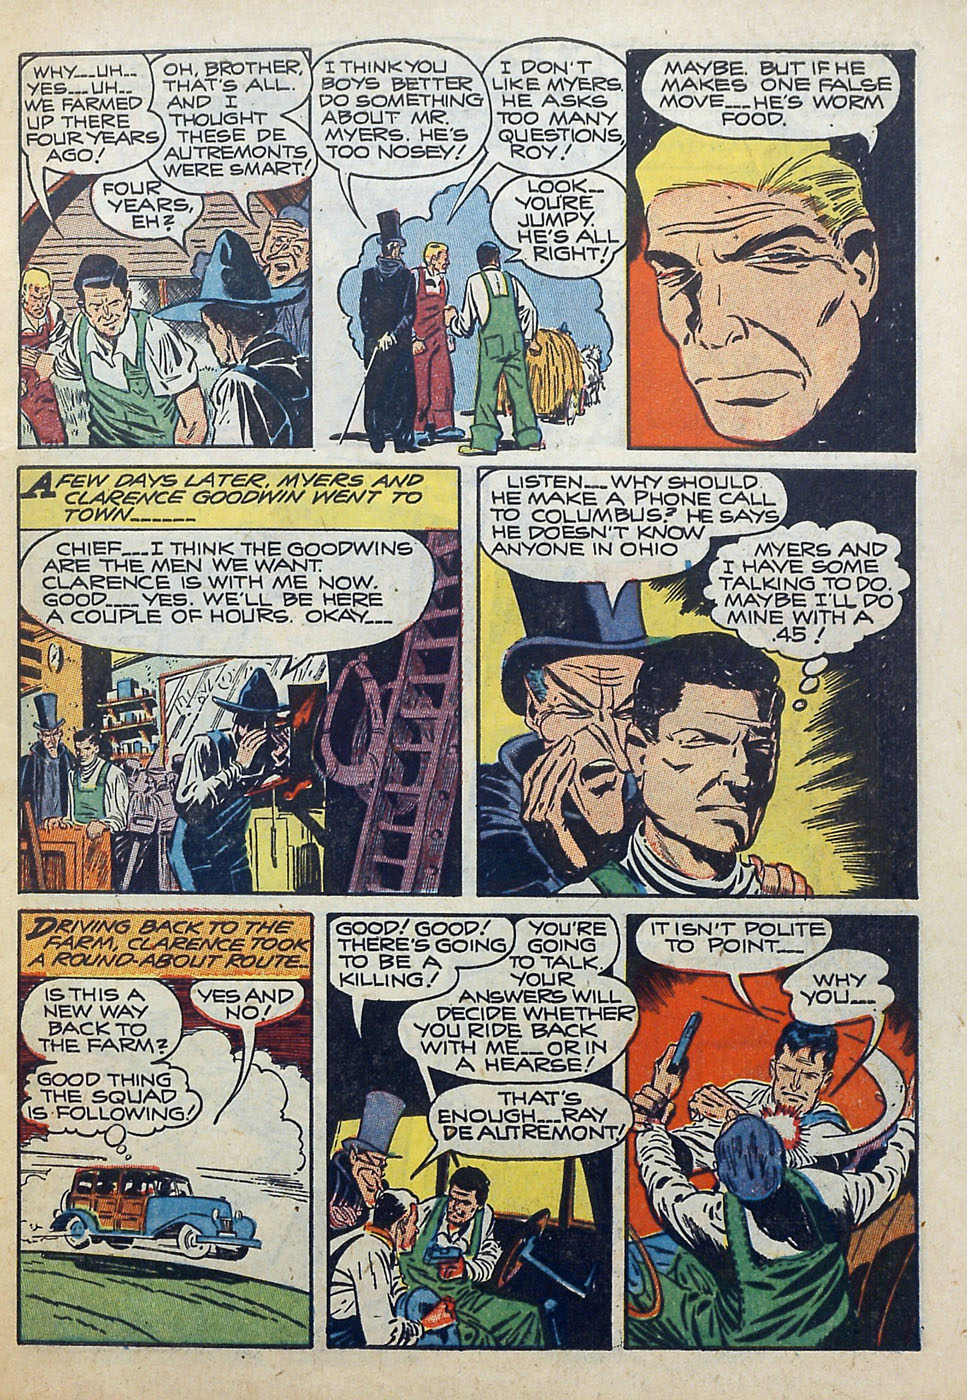 WHY---UH--
YES---UH--
WE FARMED
UP THERE
FOUR YEARS
AGO!
OH, BROTHER,
THAT'S ALL.
AND I
THOUGHT
THESE DE
AUTREMONTS
WERE SMART!
FOUR
YEARS,
EH?
I THINK YOU
BOYS BETTER
DO SOMETHING
ABOUT MR.
MYERS. HE'S
TOO NOSEY!
I DON'T
LIKE MYERS.
HE ASKS
TOO MANY
QUESTIONS,
ROY!
LOOK--
YOU'RE
JUMPY.
HE'S ALL
RIGHT!
MAYBE. BUT IF HE
MAKES ONE FALSE
MOVE---HE'S WORM
FOOD.
A FEW DAYS LATER, MYERS AND
CLARENCE GOODWIN WENT TO
TOWN------
CHIEF---I THINK THE GOODWINS
ARE THE MEN WE WANT.
CLARENCE IS WITH ME NOW.
GOOD---YES. WE'LL BE HERE
A COUPLE OF HOURS. OKAY---
LISTEN---WHY SHOULD
HE MAKE A PHONE CALL
TO COLUMBUS? HE SAYS
HE DOESN'T KNOW
ANYONE IN OHIO
MYERS AND
I HAVE SOME
TALKING TO DO.
MAYBE I'LL DO
MINE WITH A
.45!
DRIVING BACK TO THE
FARM, CLARENCE TOOK
A ROUND-ABOUT ROUTE.
IS THIS A
NEW WAY
BACK TO
THE FARM?
YES AND
NO!
GOOD THING
THE SQUAD
IS FOLLOWING!
GOOD! GOOD!
THERE'S GOING
TO BE A
KILLING!
YOU'RE
GOING
TO TALK.
YOUR
ANSWERS WILL
DECIDE WHETHER
YOU RIDE BACK
WITH ME---OR IN
A HEARSE!
THAT'S
ENOUGH---RAY
DE AUTREMONT!
IT ISN'T POLITE
TO POINT---
WHY
YOU---